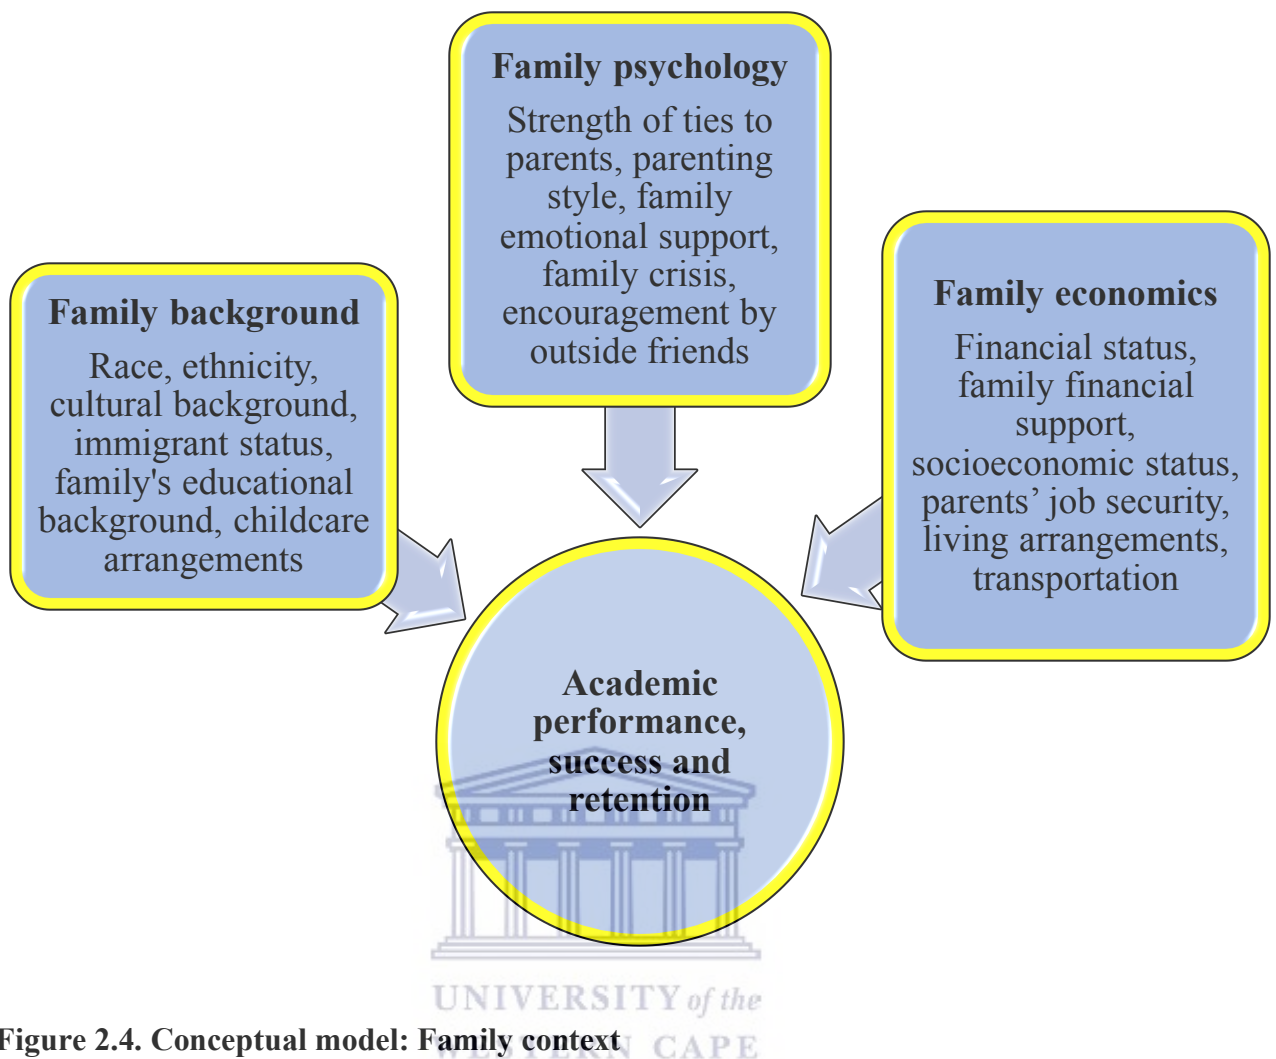 Family psychology
Strength of ties to
parents, parenting
style, family
emotional support,
family crisis,
encouragement by
outside friends
Family background
Race, ethnicity,
cultural background,
immigrant status,
family's educational
background, childcare
arrangements
Family economics
Financial status,
family financial
support,
socioeconomic status,
parents’ job security,
living arrangements,
transportation
Academic
performance,
success and
retention
UNIVERSITY of the
WESTERN CAPE
Figure 2.4. Conceptual model: Family context